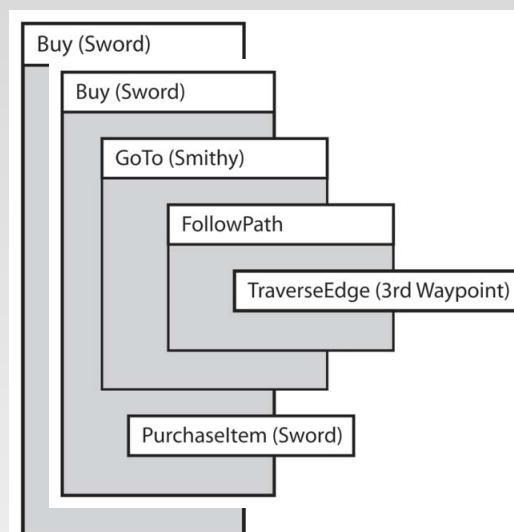 Buy (Sword)
Buy (Sword)
GoTo (Smithy)
FollowPath
TraverseEdge (3rd Waypoint)
PurchaseItem (Sword)